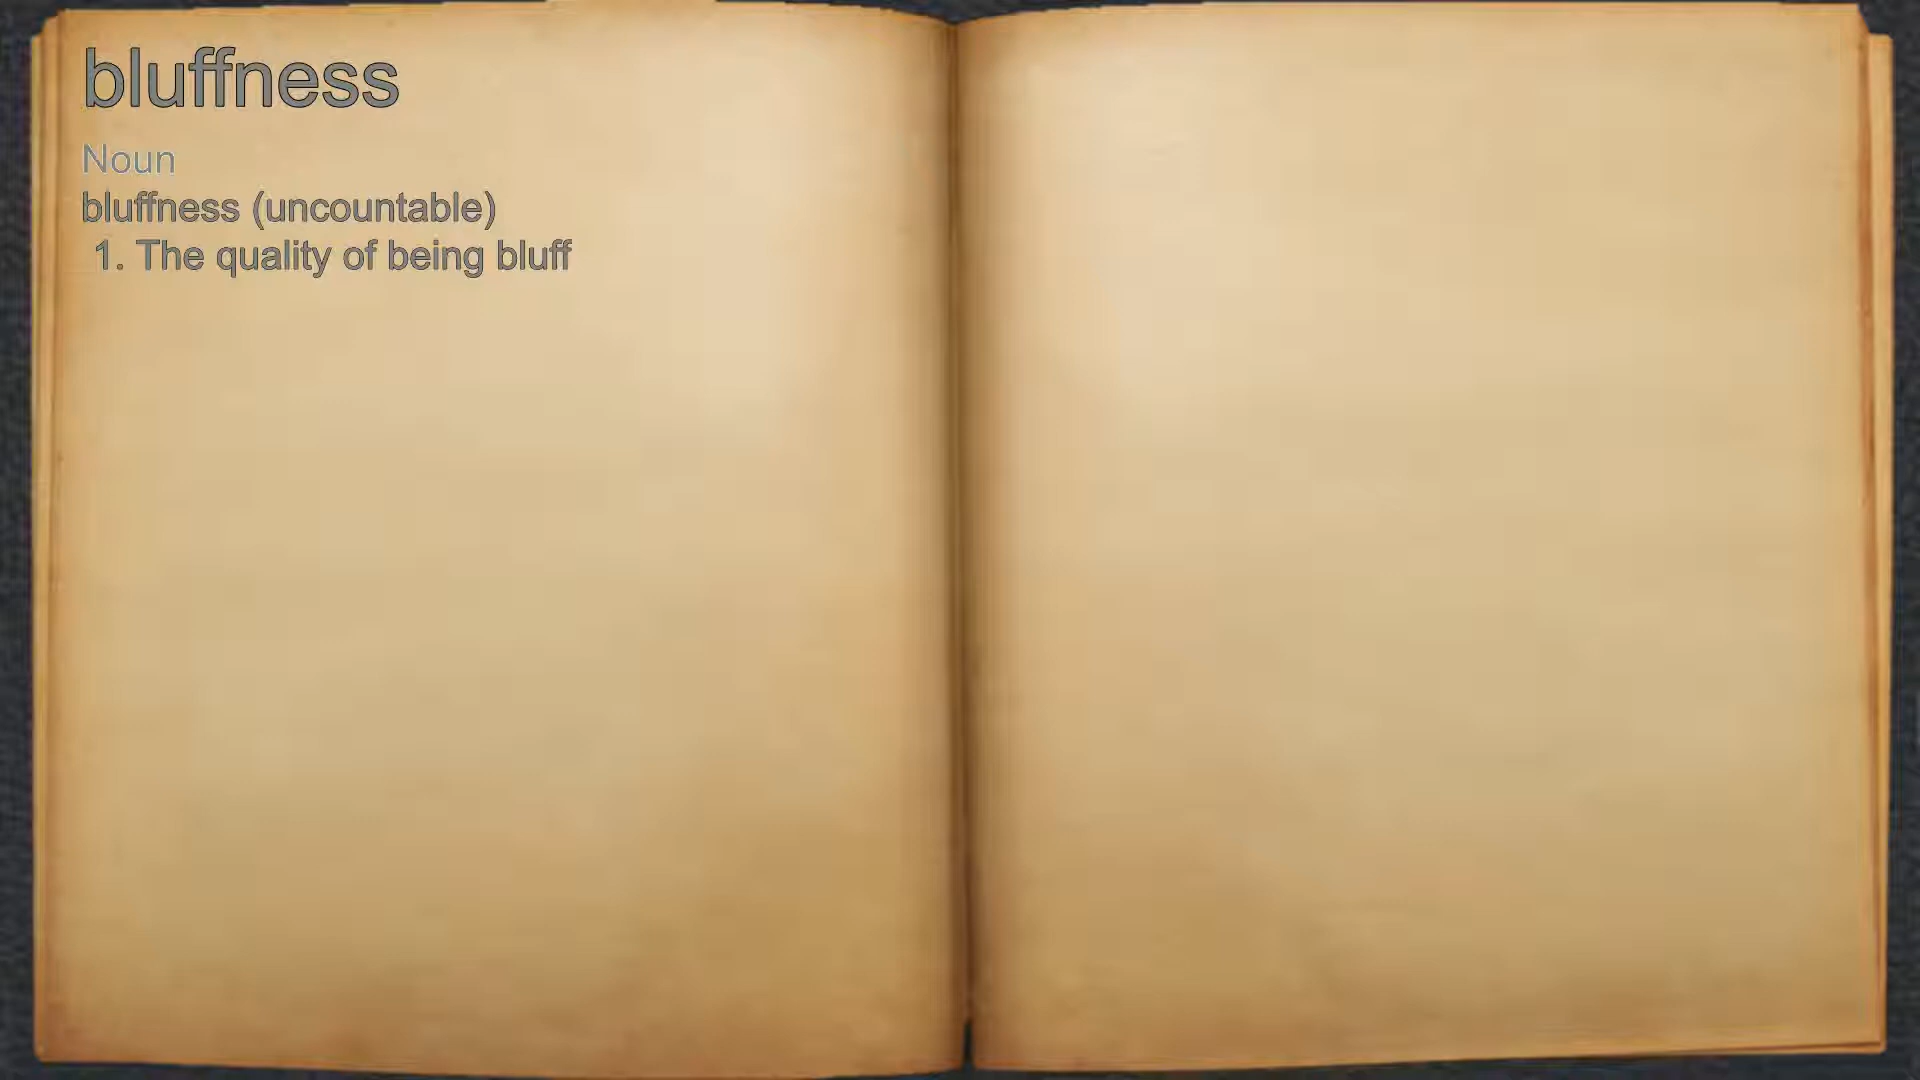 bluffness
Noun
bluffness (uncountable)
1. The quality of being bluff